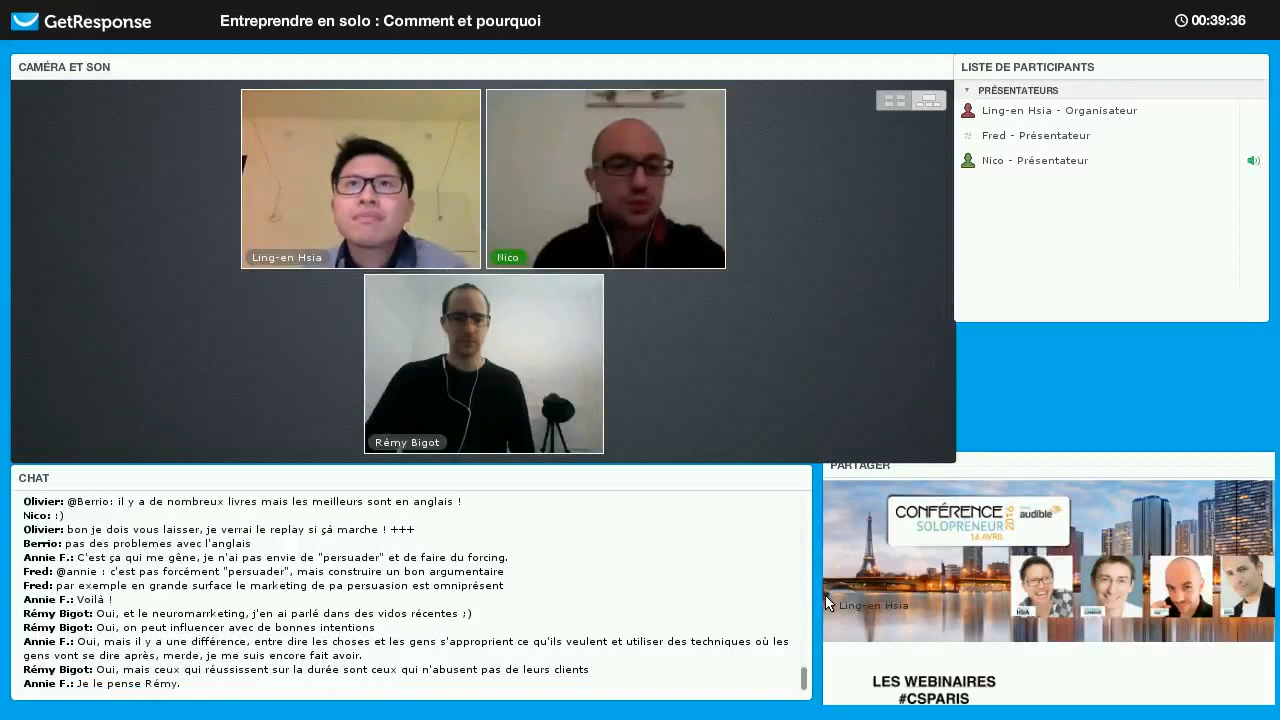 GetResponse
Entreprendre en solo : Comment et pourquoi
00:39:36
CAMÉRA ET SON
LISTE DE PARTICIPANTS
PRÉSENTATEURS
Ling-en Hsia - Organisateur
Fred - Présentateur
Nico - Présentateur
Ling-en Hsia
Nico
Rémy Bigot
CHAT
Olivier: @Berrio: il y a de nombreux livres mais les meilleurs sont en anglais !
Nico: :)
Olivier: bon je dois vous laisser, je verrai le replay si ça marche ! +++
Berrio: pas des problemes avec l'anglais
Annie F.: C'est ça qui me gêne, je n'ai pas envie de "persuader" et de faire du forcing.
Fred: @annie : c'est pas forcément "persuader", mais construire un bon argumentaire
Fred: par exemple en grande surface le marketing de pa persuasion est omniprésent
Annie F.: Voilà !
Rémy Bigot: Oui, et le neuromarketing, j'en ai parlé dans des vidos récentes ;)
Rémy Bigot: Oui, on peut influencer avec de bonnes intentions
Annie F.: Oui, mais il y a une différence, entre dire les choses et les gens s'approprient ce qu'ils veulent et utiliser des techniques où les
gens vont se dire après, merde, je me suis encore fait avoir.
Rémy Bigot: Oui, mais ceux qui réussissent sur la durée sont ceux qui n'abusent pas de leurs clients
Annie F.: Je le pense Rémy.
PARTAGER
CONFÉRENCE
SOLOPRENEUR
2016
audible
16 AVRIL
HSIA
Ling-en Hsia
LES WEBINAIRES
#CSPARIS